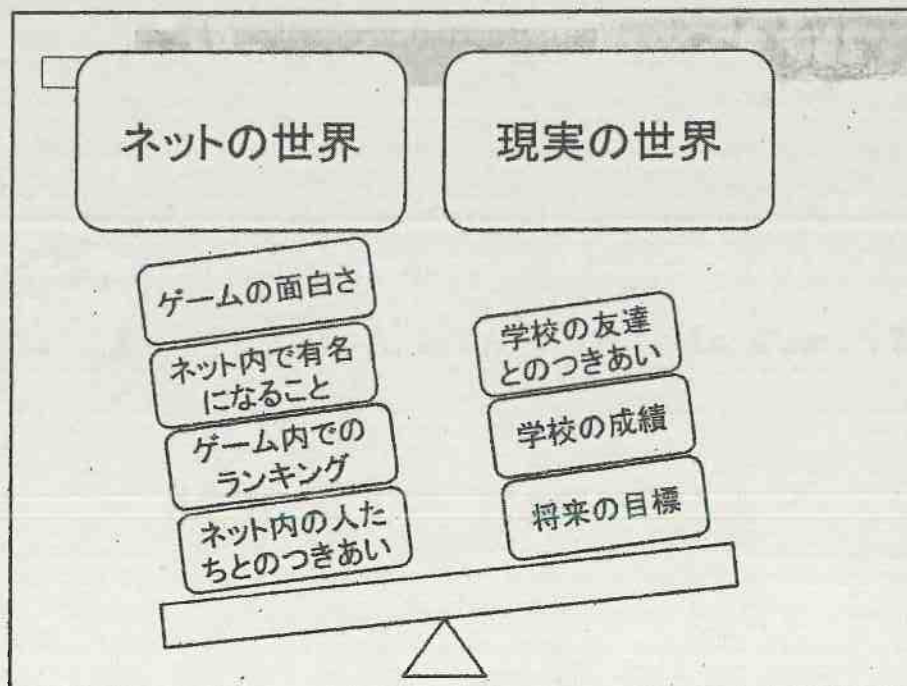 ネットの世界
現実の世界
ゲームの面白さ
ネット内で有名
になること
ゲーム内での
ランキング
ネット内の人た
ちとのつきあい
学校の友達
とのつきあい
学校の成績
将来の目標